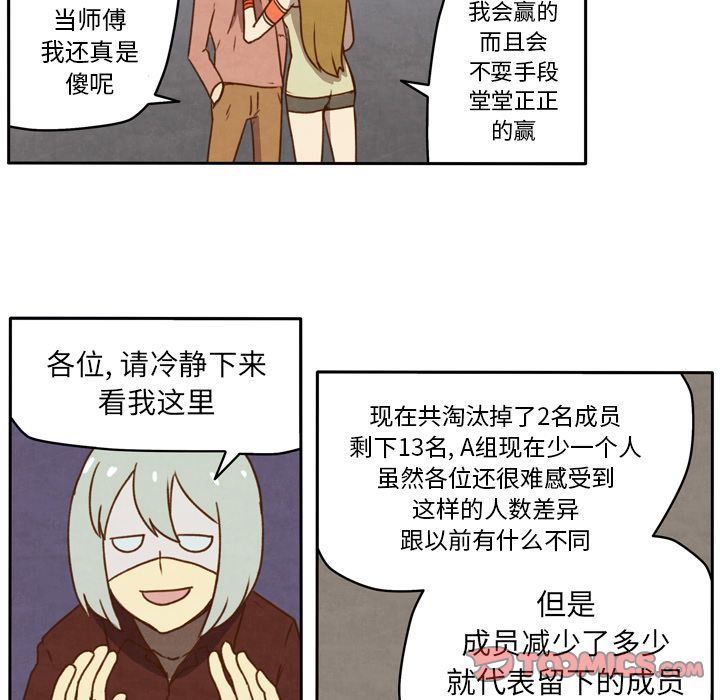 当师傅
我还真是
傻呢
我会赢的
而且会
不耍手段
堂堂正正
的赢
各位, 请冷静下来
看我这里
现在共淘汰掉了2名成员
剩下13名, A组现在少一个人
虽然各位还很难感受到
这样的人数差异
跟以前有什么不同
但是
成员减少了多少
就代表留下的成员
TOOMICS.COM